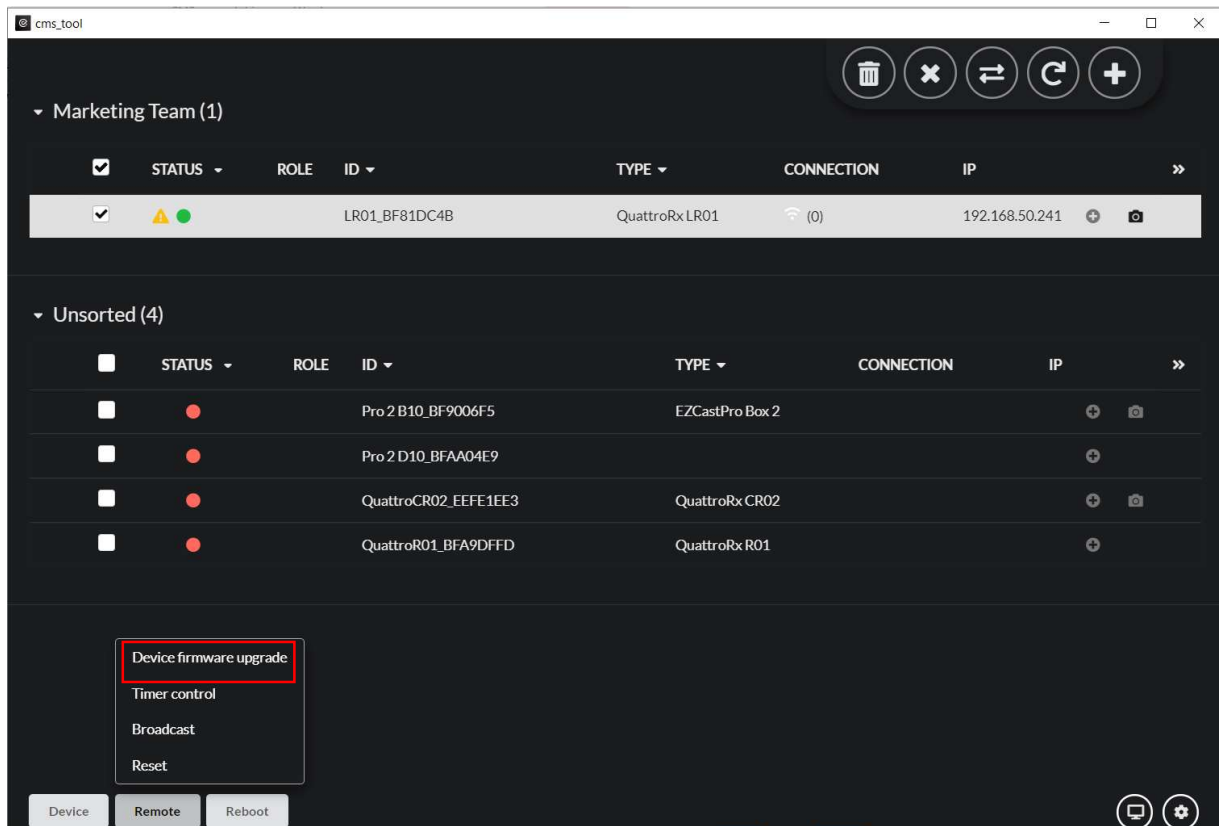 cms_tool
Marketing Team (1)
STATUS ROLE ID TYPE CONNECTION IP
LR01_BF81DC4B QuattroRx LR01 (0) 192.168.50.241
Unsorted (4)
STATUS ROLE ID TYPE CONNECTION IP
Pro 2 B10_BF9006F5 EZCastPro Box 2
Pro 2 D10_BFAA04E9
QuattroCR02_EEFE1EE3 QuattroRx CR02
QuattroR01_BFA9DFFD QuattroRx R01
Device firmware upgrade
Timer control
Broadcast
Reset
Device Remote Reboot